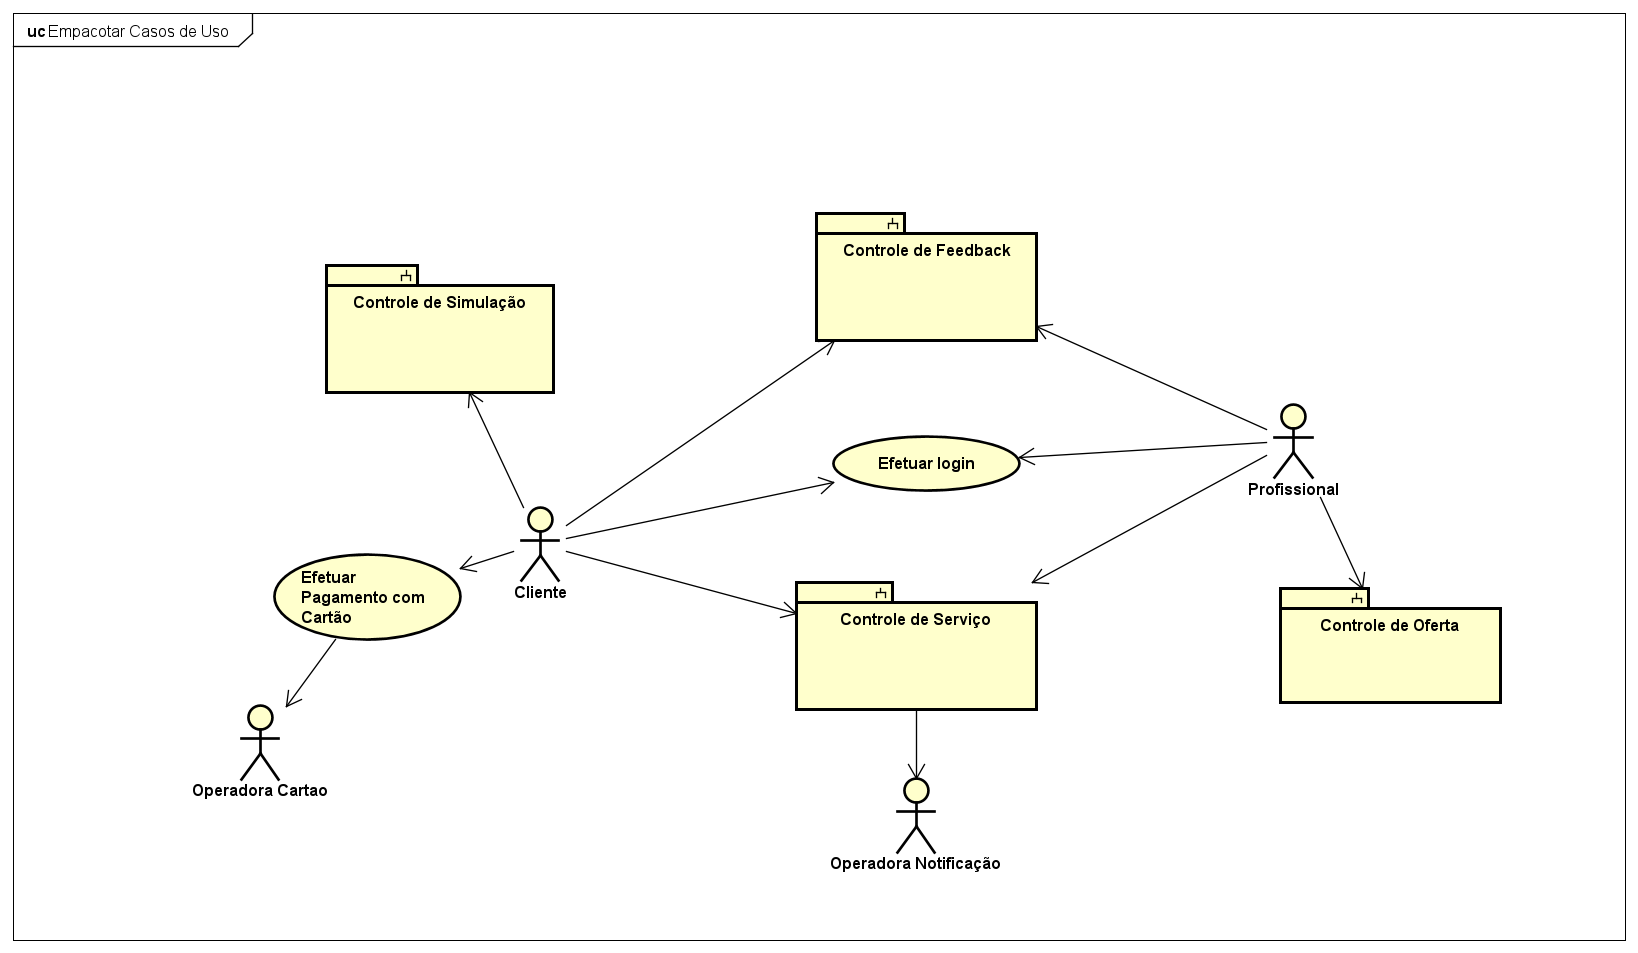 uc Empacotar Casos de Uso
Controle de Feedback
Controle de Simulação
Efetuar login
Profissional
Efetuar
Pagamento com
Cartão
Cliente
Controle de Serviço
Controle de Oferta
Operadora Cartao
Operadora Notificação